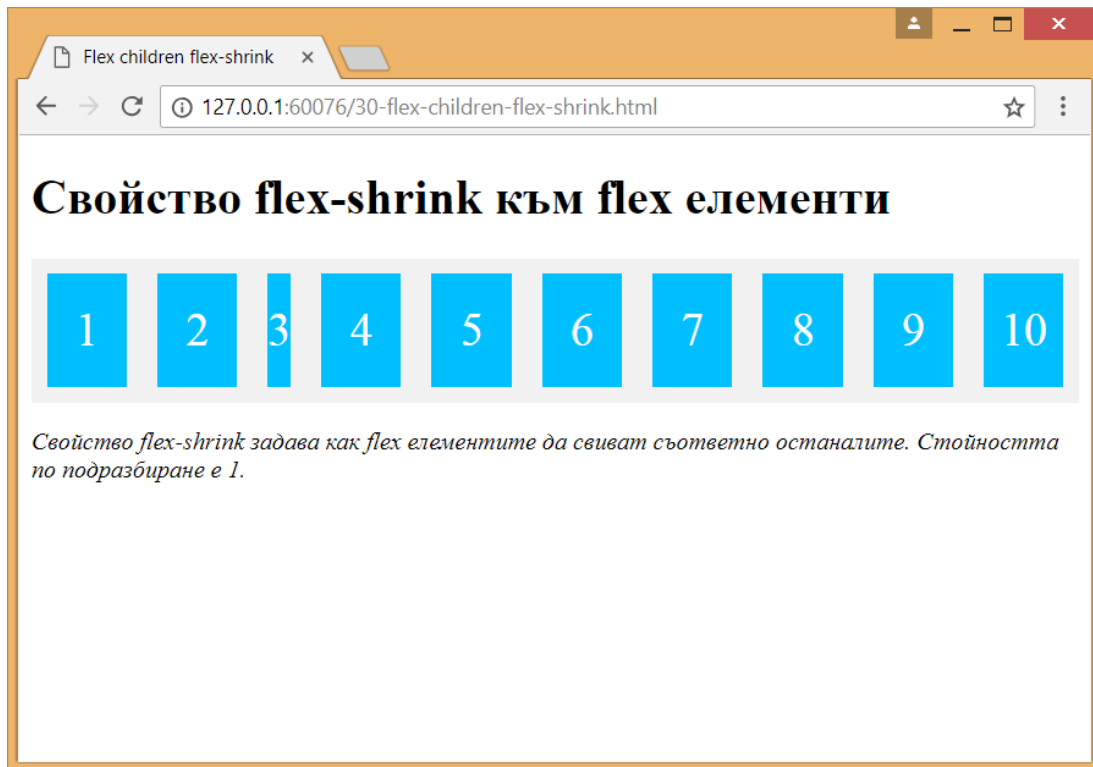 Flex children flex-shrink
127.0.0.1:60076/30-flex-children-flex-shrink.html
Свойство flex-shrink към flex елементи
1 2 3 4 5 6 7 8 9 10
Свойство flex-shrink задава как flex елементите да свиват съответно останалите. Стойността
по подразбиране е 1.